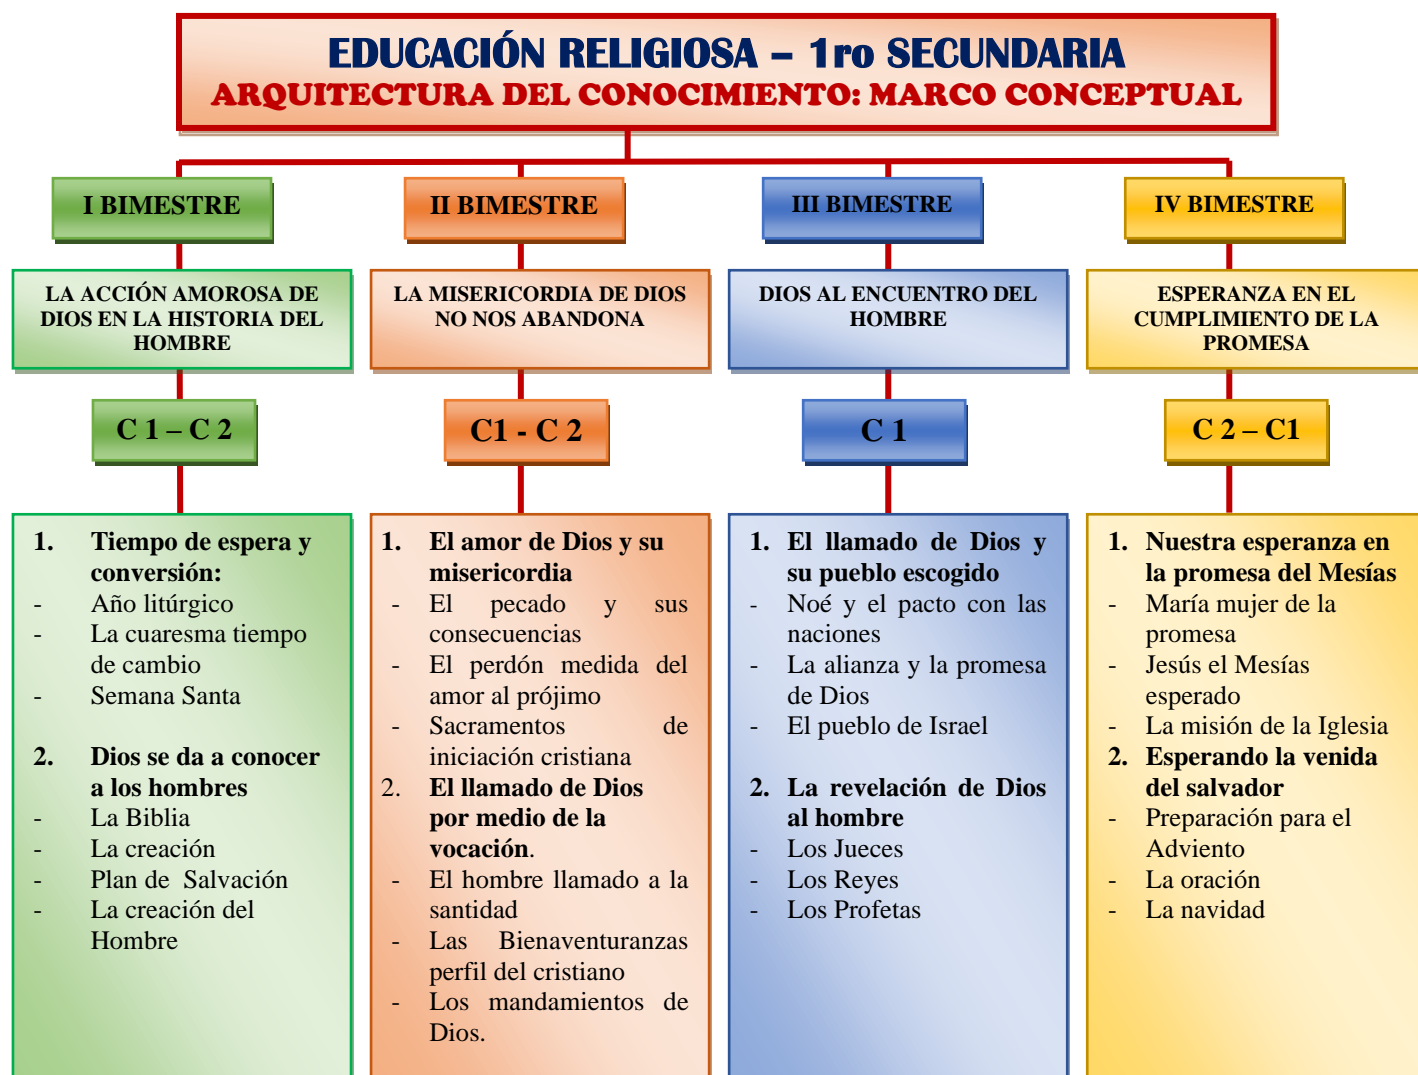 EDUCACIÓN RELIGIOSA – 1ro SECUNDARIA
ARQUITECTURA DEL CONOCIMIENTO: MARCO CONCEPTUAL
I BIMESTRE
LA ACCIÓN AMOROSA DE
DIOS EN LA HISTORIA DEL
HOMBRE
C 1 – C 2
1. Tiempo de espera y
conversión:
- Año litúrgico
- La cuaresma tiempo
de cambio
- Semana Santa
2. Dios se da a conocer
a los hombres
- La Biblia
- La creación
- Plan de Salvación
- La creación del
Hombre
II BIMESTRE
LA MISERICORDIA DE DIOS
NO NOS ABANDONA
C1 - C 2
1. El amor de Dios y su
misericordia
- El pecado y sus
consecuencias
- El perdón medida del
amor al prójimo
- Sacramentos de
iniciación cristiana
2. El llamado de Dios
por medio de la
vocación.
- El hombre llamado a la
santidad
- Las Bienaventuranzas
perfil del cristiano
- Los mandamientos de
Dios.
III BIMESTRE
DIOS AL ENCUENTRO DEL
HOMBRE
C 1
1. El llamado de Dios y
su pueblo escogido
- Noé y el pacto con las
naciones
- La alianza y la promesa
de Dios
- El pueblo de Israel
2. La revelación de Dios
al hombre
- Los Jueces
- Los Reyes
- Los Profetas
IV BIMESTRE
ESPERANZA EN EL
CUMPLIMIENTO DE LA
PROMESA
C 2 – C1
1. Nuestra esperanza en
la promesa del Mesías
- María mujer de la
promesa
- Jesús el Mesías
esperado
- La misión de la Iglesia
2. Esperando la venida
del salvador
- Preparación para el
Adviento
- La oración
- La navidad